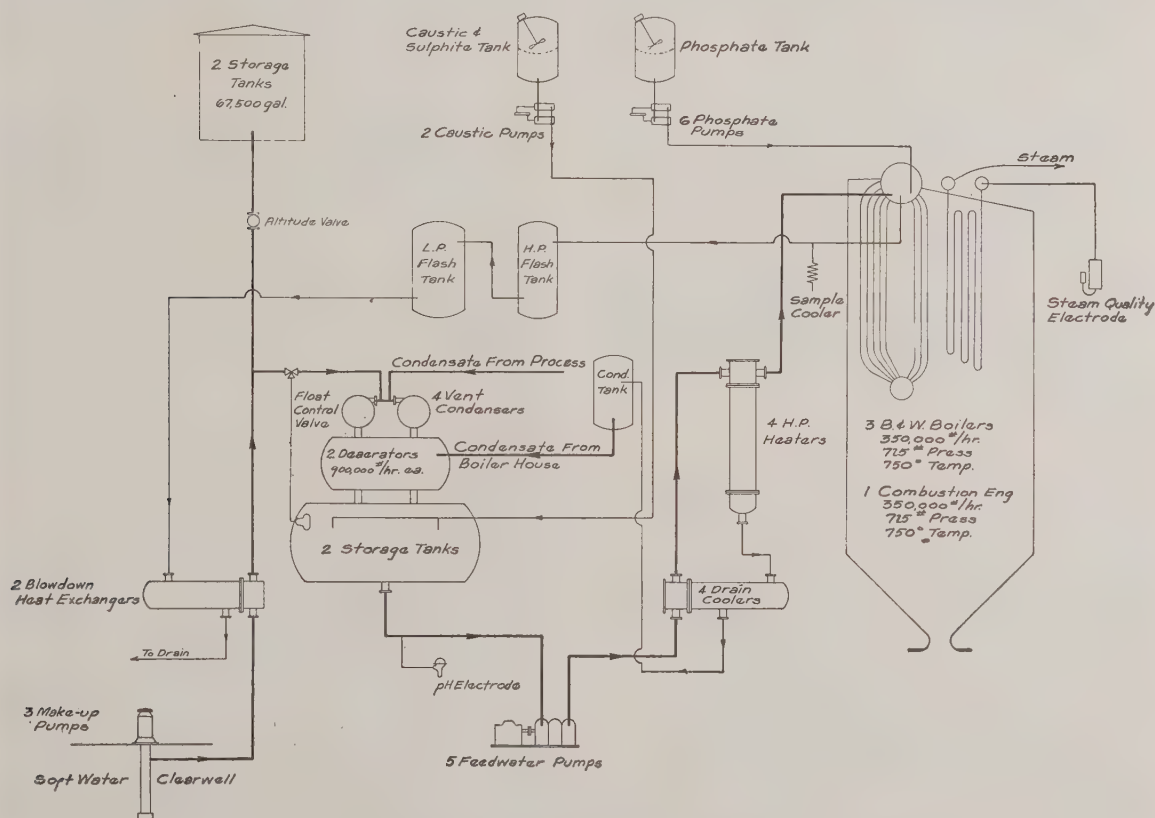 Caustic &
Sulphite Tank
Phosphate Tank
2 Storage
Tanks
67,500 gal.
2 Caustic Pumps
6 Phosphate
Pumps
Steam
Altitude Valve
L.P.
Flash
Tank
H.P.
Flash
Tank
Sample
Cooler
Steam Quality
Electrode
Condensate From Process
Float
Control
Valve
4 Vent
Condensers
Cond.
Tank
4 H.P.
Heaters
2 Deaerators
900,000#/hr. ea.
Condensate From
Boiler House
3 B.& W. Boilers
350,000#/hr.
725# Press
750° Temp.
1 Combustion Eng
350,000#/hr.
725# Press
750° Temp.
2 Storage Tanks
2 Blowdown
Heat Exchangers
4 Drain
Coolers
To Drain
pH Electrode
3 Make-up
Pumps
5 Feedwater Pumps
Soft Water Clearwell